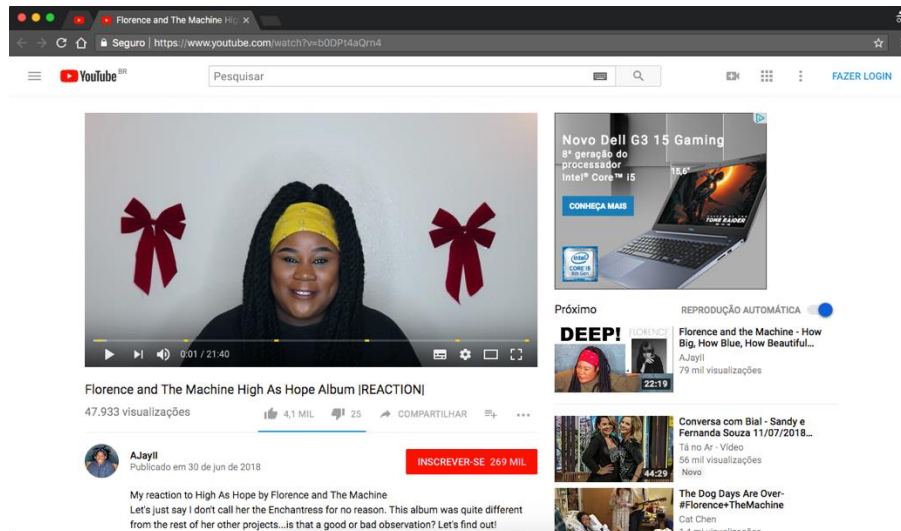 Florence and The Machine Hig
Seguro | https://www.youtube.com/watch?v=b0DPt4aQrn4
YouTube BR
Pesquisar
FAZER LOGIN
Novo Dell G3 15 Gaming
8ª geração do
processador
Intel® Core™ i5
15,6"
CONHEÇA MAIS
TOMB RAIDER
CORE i5
0:01 / 21:40
Próximo
REPRODUÇÃO AUTOMÁTICA
DEEP!
FLORENCE
22:19
Florence and the Machine - How
Big, How Blue, How Beautiful...
AJayII
79 mil visualizações
Florence and The Machine High As Hope Album |REACTION|
47.933 visualizações
4,1 MIL
25
COMPARTILHAR
44:29
Conversa com Bial - Sandy e
Fernanda Souza 11/07/2018...
Tá no Ar - Vídeo
56 mil visualizações
Novo
AJayII
Publicado em 30 de jun de 2018
INSCREVER-SE 269 MIL
My reaction to High As Hope by Florence and The Machine
Let's just say I don't call her the Enchantress for no reason. This album was quite different
from the rest of her other projects...is that a good or bad observation? Let's find out!
The Dog Days Are Over-
#Florence+TheMachine
Cat Chen